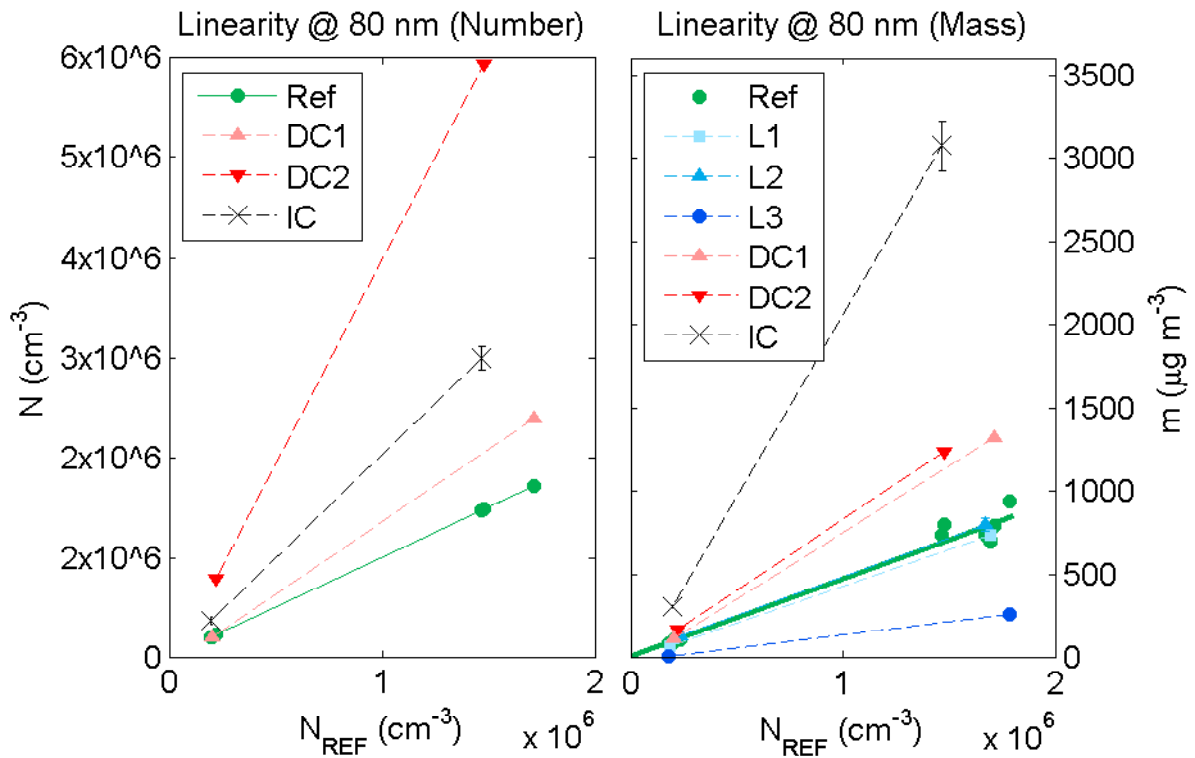 Linearity @ 80 nm (Number)
6x10^6
5x10^6
4x10^6
3x10^6
2x10^6
2x10^6
0
N (cm-3)
Ref
DC1
DC2
IC
0 1 2
NREF (cm-3) x 10 6
Linearity @ 80 nm (Mass)
Ref
L1
L2
L3
DC1
DC2
IC
3500
3000
2500
2000
1500
1000
500
0
m (μg m-3)
0 1 2
NREF (cm-3) x 10 6